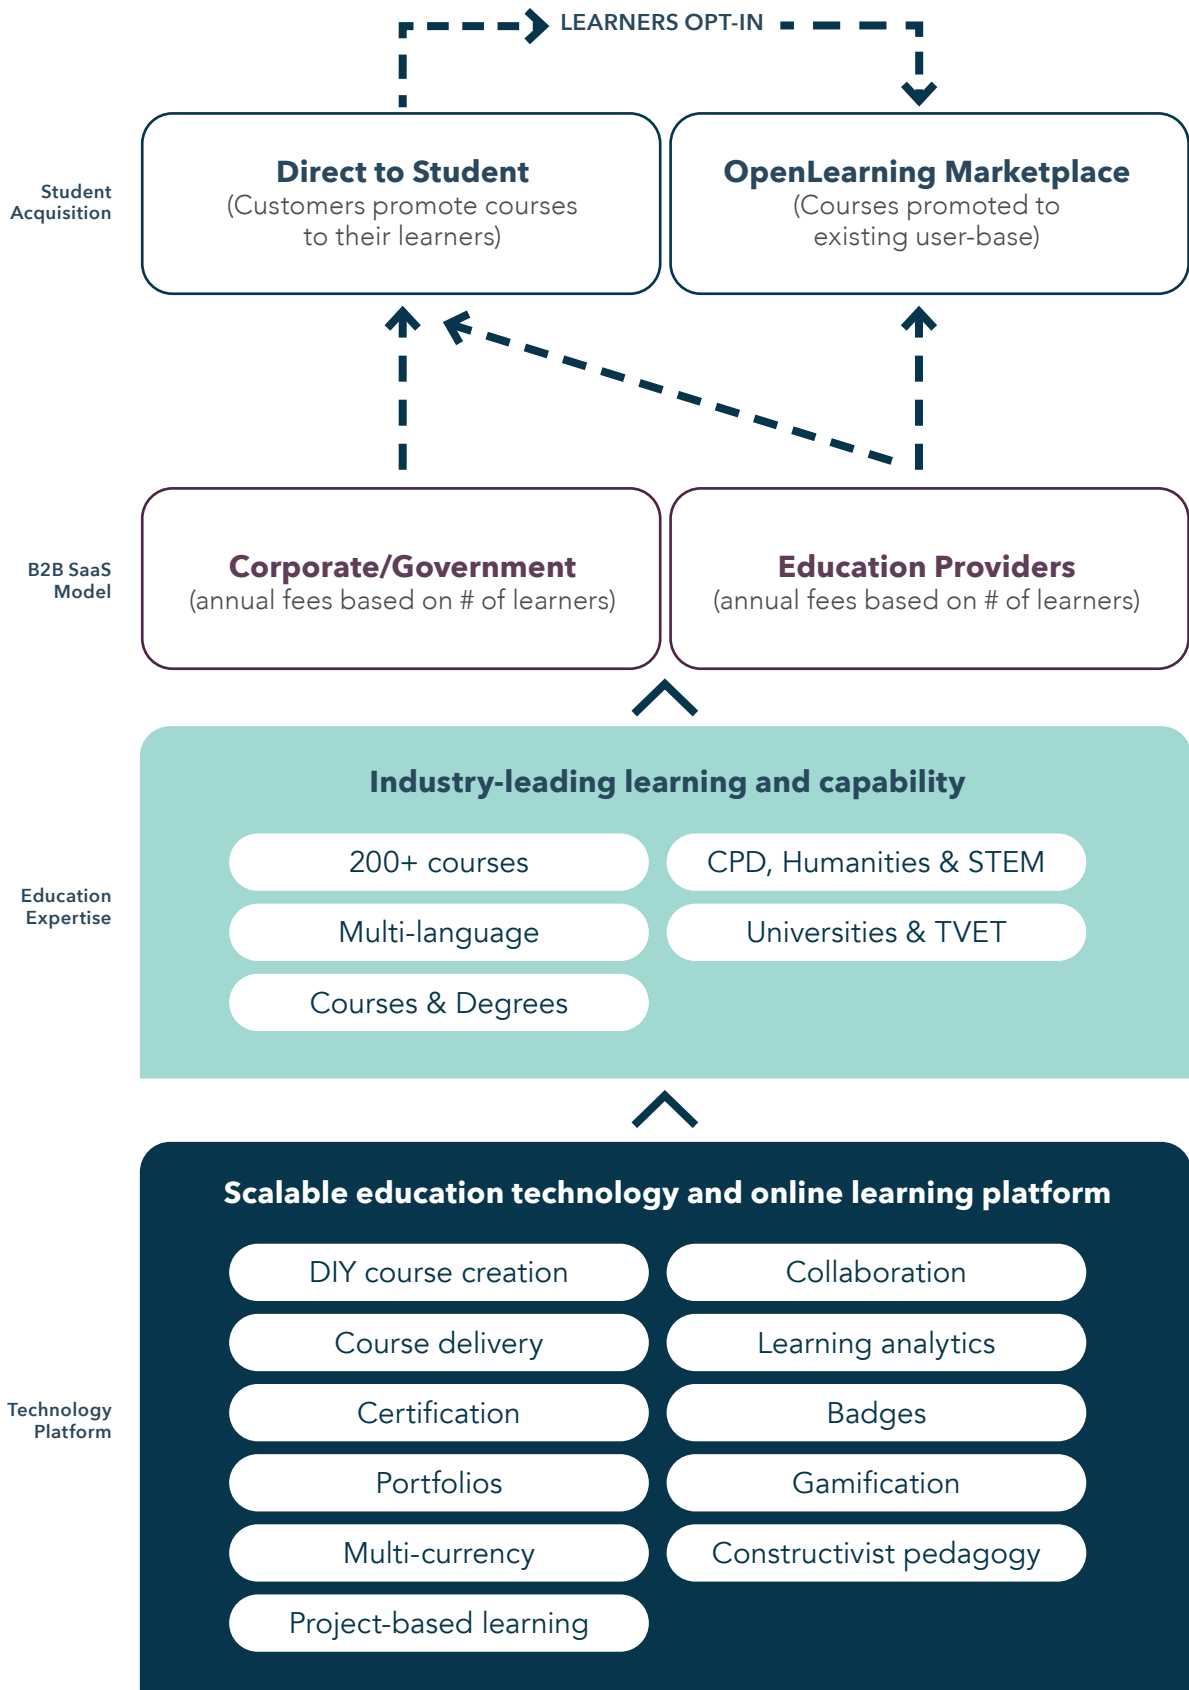 LEARNERS OPT-IN
Student
Acquisition
Direct to Student
(Customers promote courses
to their learners)
OpenLearning Marketplace
(Courses promoted to
existing user-base)
B2B SaaS
Model
Corporate/Government
(annual fees based on # of learners)
Education Providers
(annual fees based on # of learners)
Education
Expertise
Industry-leading learning and capability
200+ courses
CPD, Humanities & STEM
Multi-language
Universities & TVET
Courses & Degrees
Technology
Platform
Scalable education technology and online learning platform
DIY course creation
Collaboration
Course delivery
Learning analytics
Certification
Badges
Portfolios
Gamification
Multi-currency
Constructivist pedagogy
Project-based learning